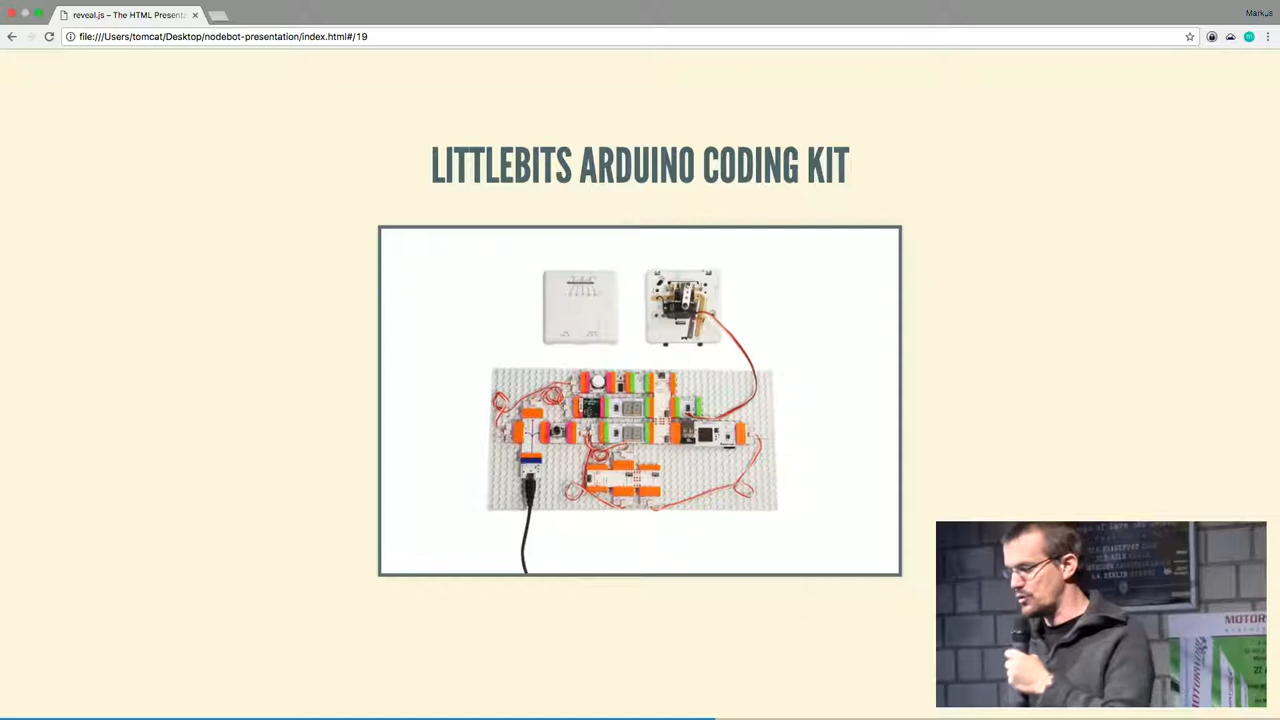 reveal.js – The HTML Presenta
Markus
file:///Users/tomcat/Desktop/nodebot-presentation/index.html#/19
LITTLEBITS ARDUINO CODING KIT
MOTOR